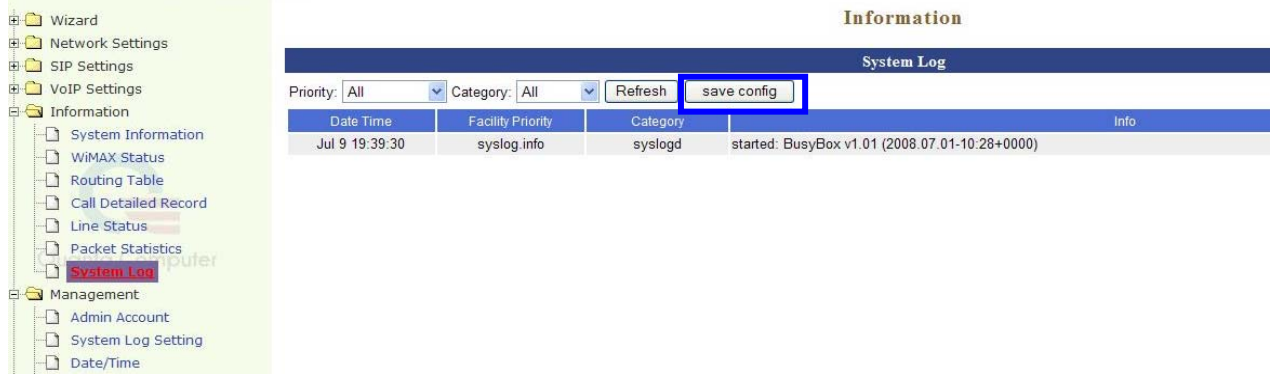 Wizard
Network Settings
SIP Settings
VoIP Settings
Information
System Information
WiMAX Status
Routing Table
Call Detailed Record
Line Status
Packet Statistics
Quanta Computer
System Log
Management
Admin Account
System Log Setting
Date/Time
Information
System Log
Priority: All Category: All Refresh save config
Date Time Facility Priority Category Info
Jul 9 19:39:30 syslog.info syslogd started: BusyBox v1.01 (2008.07.01-10:28+0000)